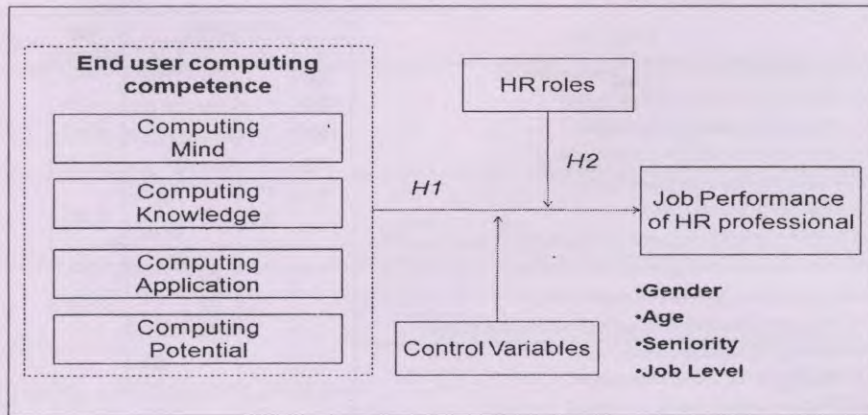 End user computing
competence
Computing
Mind
Computing
Knowledge
Computing
Application
Computing
Potential
HR roles
H1
H2
Job Performance
of HR professional
Control Variables
•Gender
•Age
•Seniority
•Job Level